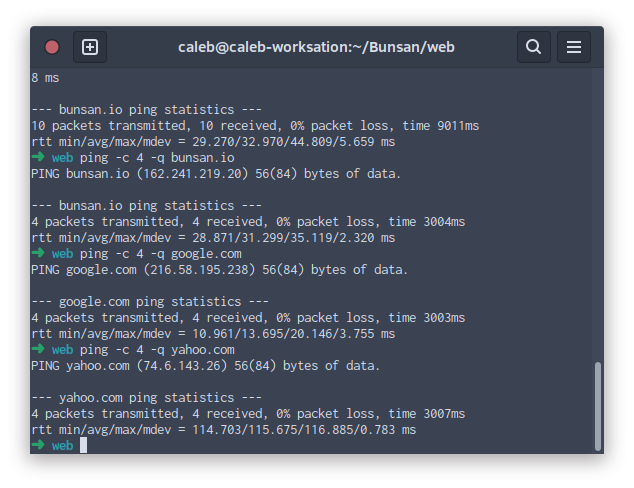 caleb@caleb-worksation:~/Bunsan/web
8 ms
--- bunsan.io ping statistics ---
10 packets transmitted, 10 received, 0% packet loss, time 9011ms
rtt min/avg/max/mdev = 29.270/32.970/44.809/5.659 ms
➜ web ping -c 4 -q bunsan.io
PING bunsan.io (162.241.219.20) 56(84) bytes of data.
--- bunsan.io ping statistics ---
4 packets transmitted, 4 received, 0% packet loss, time 3004ms
rtt min/avg/max/mdev = 28.871/31.299/35.119/2.320 ms
➜ web ping -c 4 -q google.com
PING google.com (216.58.195.238) 56(84) bytes of data.
--- google.com ping statistics ---
4 packets transmitted, 4 received, 0% packet loss, time 3003ms
rtt min/avg/max/mdev = 10.961/13.695/20.146/3.755 ms
➜ web ping -c 4 -q yahoo.com
PING yahoo.com (74.6.143.26) 56(84) bytes of data.
--- yahoo.com ping statistics ---
4 packets transmitted, 4 received, 0% packet loss, time 3007ms
rtt min/avg/max/mdev = 114.703/115.675/116.885/0.783 ms
➜ web